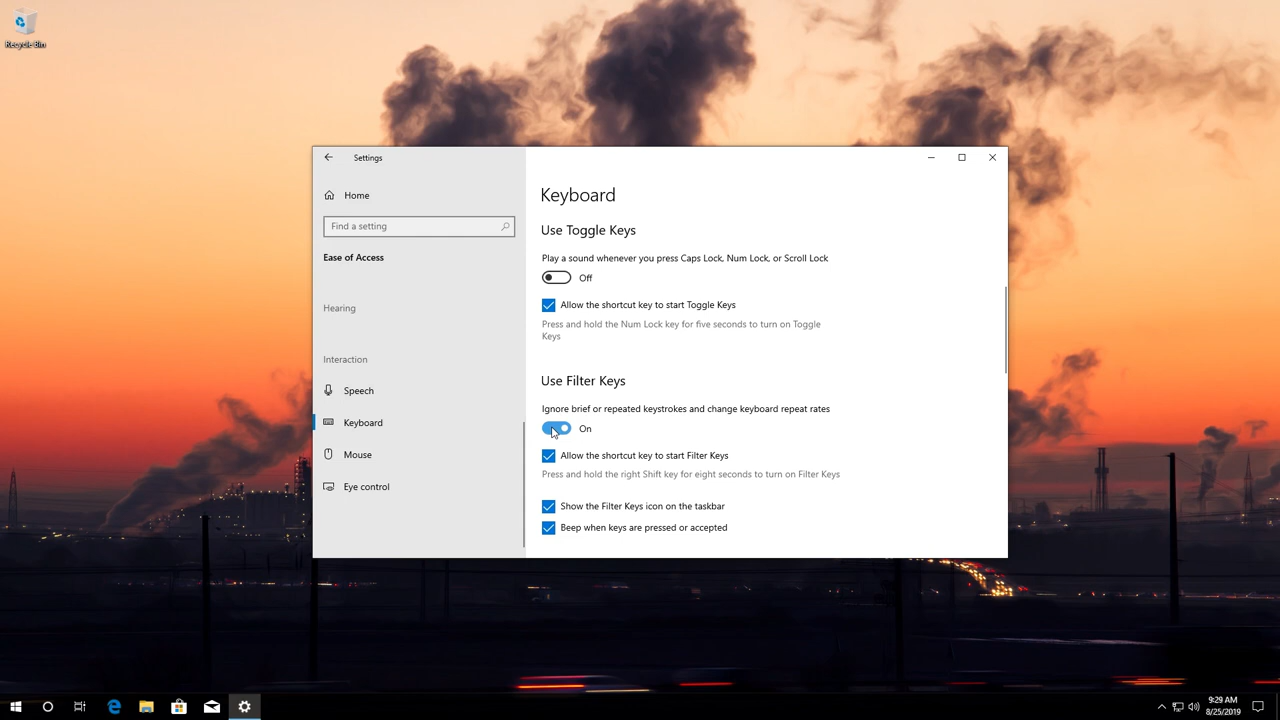 Recycle Bin
Settings
Home
Find a setting
Ease of Access
Hearing
Interaction
Speech
Keyboard
Mouse
Eye control
Keyboard
Use Toggle Keys
Play a sound whenever you press Caps Lock, Num Lock, or Scroll Lock
Off
Allow the shortcut key to start Toggle Keys
Press and hold the Num Lock key for five seconds to turn on Toggle
Keys
Use Filter Keys
Ignore brief or repeated keystrokes and change keyboard repeat rates
On
Allow the shortcut key to start Filter Keys
Press and hold the right Shift key for eight seconds to turn on Filter Keys
Show the Filter Keys icon on the taskbar
Beep when keys are pressed or accepted
9:29 AM
8/25/2019